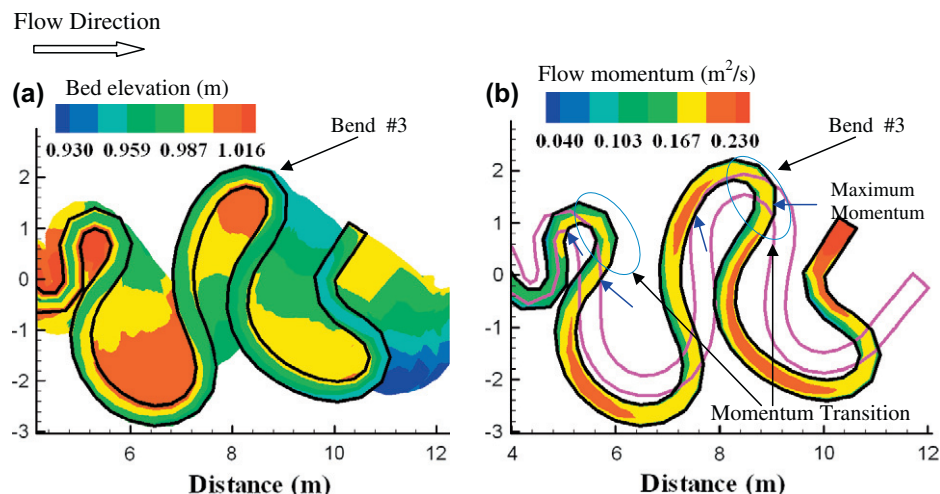 Flow Direction
(a)
Bed elevation (m)
0.930 0.959 0.987 1.016
Bend #3
2
1
0
-1
-2
-3
6 8 10 12
Distance (m)
(b)
Flow momentum (m²/s)
0.040 0.103 0.167 0.230
Bend #3
Maximum
Momentum
Momentum Transition
2
1
0
-1
-2
-3
4 6 8 10 12
Distance (m)